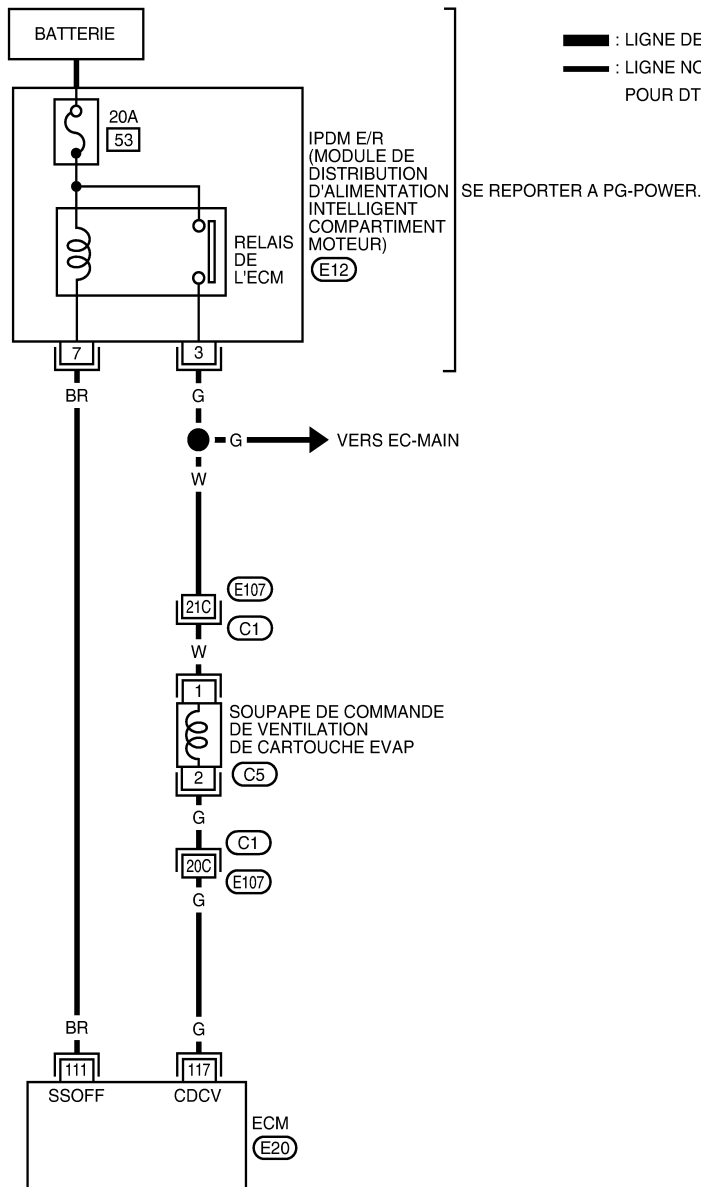 BATTERIE
: LIGNE DE
: LIGNE NO
POUR DT
20A
53
IPDM E/R
(MODULE DE
DISTRIBUTION
D'ALIMENTATION
INTELLIGENT
COMPARTIMENT
MOTEUR)
E12
SE REPORTER A PG-POWER.
RELAIS
DE
L'ECM
7
3
BR
G
G
VERS EC-MAIN
W
E107
21C
C1
W
1
SOUPAPE DE COMMANDE
DE VENTILATION
DE CARTOUCHE EVAP
2
C5
G
C1
20C
E107
G
BR
G
111
117
SSOFF
CDCV
ECM
E20